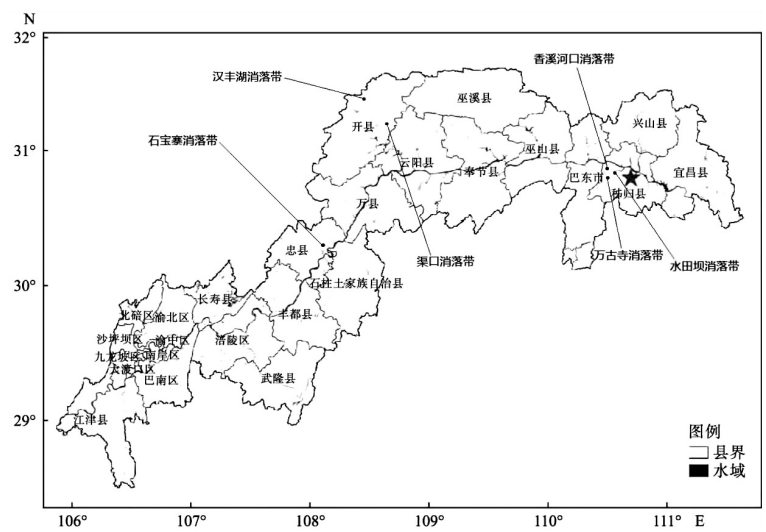 N
32°
香溪河口消落带
汉丰湖消落带
巫溪县
兴山县
开县
石宝寨消落带
31°
云阳县
巫山县
奉节县
宜昌县
巴东市
秭归县
万县
忠县
渠口消落带
万古寺消落带
水田坝消落带
30°
石柱土家族自治县
长寿县
北碚区
渝北区
丰都县
沙坪坝区
渝中区
涪陵区
九龙坡区
南岸区
大渡口区
巴南区
武隆县
29°
江津县
图例
县界
水域
106°
107°
108°
109°
110°
111°
E